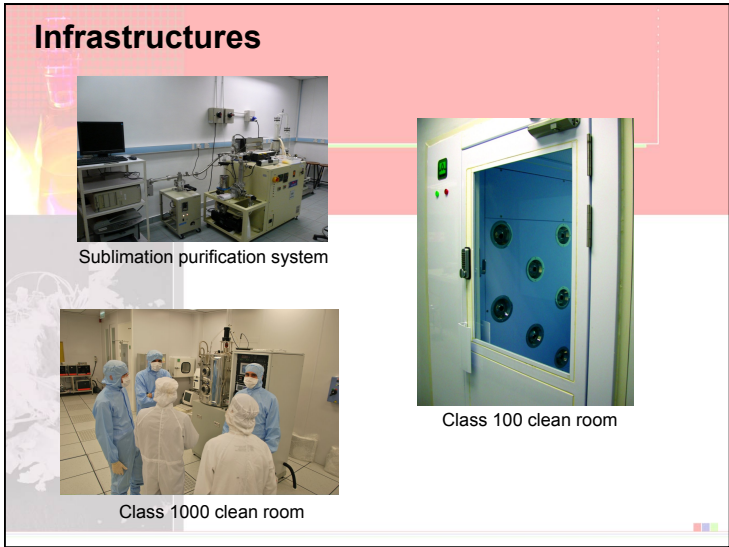 Infrastructures
Sublimation purification system
Class 100 clean room
Class 1000 clean room